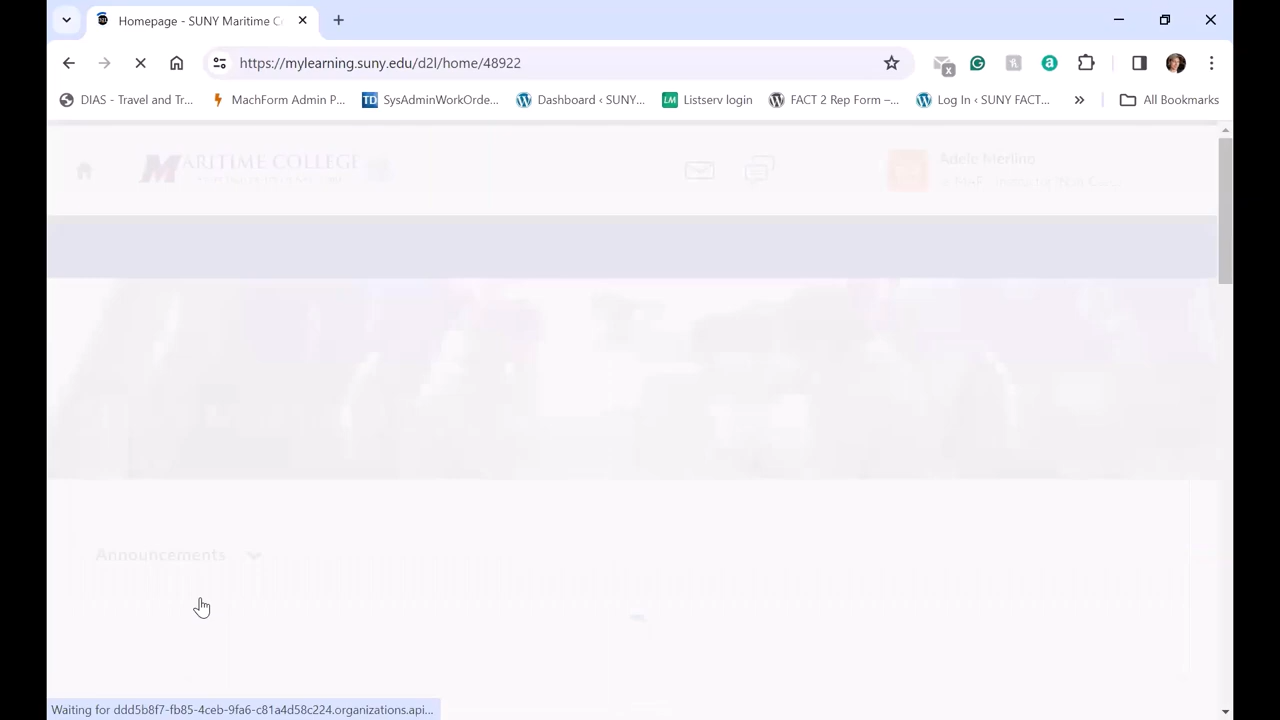 Homepage - SUNY Maritime C
https://mylearning.suny.edu/d2l/home/48922
DIAS - Travel and Tr... MachForm Admin P... SysAdminWorkOrde... Dashboard ‹ SUNY... Listserv login FACT 2 Rep Form –... Log In ‹ SUNY FACT... » All Bookmarks
MARITIME COLLEGE
Adele Merlino
Announcements
Waiting for ddd5b8f7-fb85-4ceb-9fa6-c81a4d58c224.organizations.api...